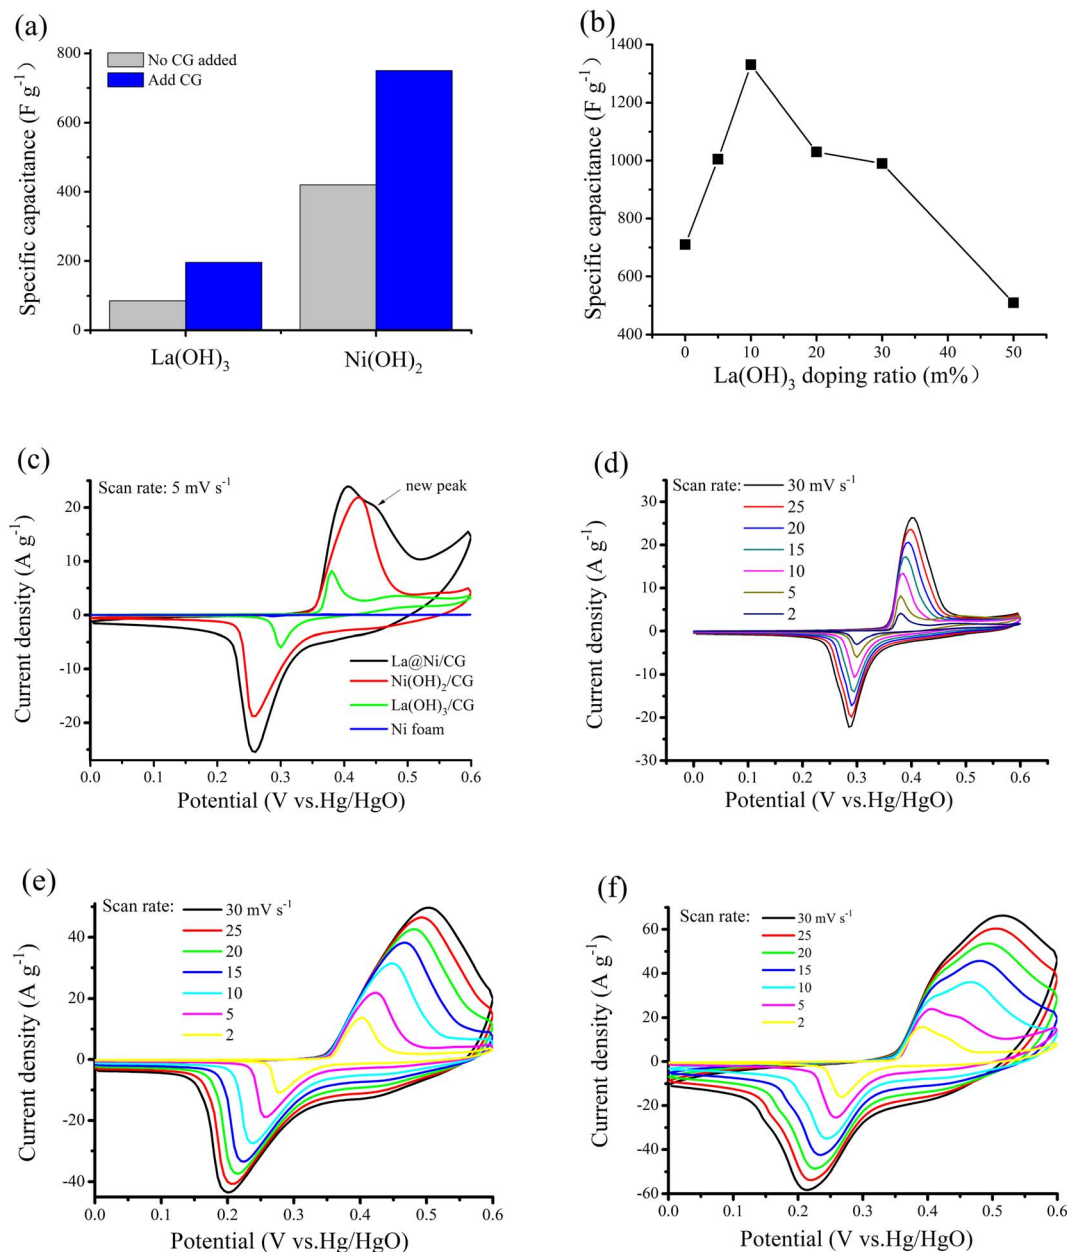 (a)
Specific capacitance (F g⁻¹)
800
600
400
200
0
No CG added
Add CG
La(OH)₃
Ni(OH)₂
(b)
Specific capacitance (F g⁻¹)
1400
1200
1000
800
600
400
0
10
20
30
40
50
La(OH)₃ doping ratio (m%)
(c)
Current density (A g⁻¹)
Scan rate: 5 mV s⁻¹
new peak
20
10
0
-10
-20
La@Ni/CG
Ni(OH)₂/CG
La(OH)₃/CG
Ni foam
0.0
0.1
0.2
0.3
0.4
0.5
0.6
Potential (V vs.Hg/HgO)
(d)
Current density (A g⁻¹)
Scan rate:
30 mV s⁻¹
25
20
15
10
5
2
30
20
10
0
-10
-20
-30
0.0
0.1
0.2
0.3
0.4
0.5
0.6
Potential (V vs.Hg/HgO)
(e)
Current density (A g⁻¹)
Scan rate:
30 mV s⁻¹
25
20
15
10
5
2
40
20
0
-20
-40
0.0
0.1
0.2
0.3
0.4
0.5
0.6
Potential (V vs.Hg/HgO)
(f)
Current density (A g⁻¹)
Scan rate:
30 mV s⁻¹
25
20
15
10
5
2
60
40
20
0
-20
-40
-60
0.0
0.1
0.2
0.3
0.4
0.5
0.6
Potential (V vs.Hg/HgO)